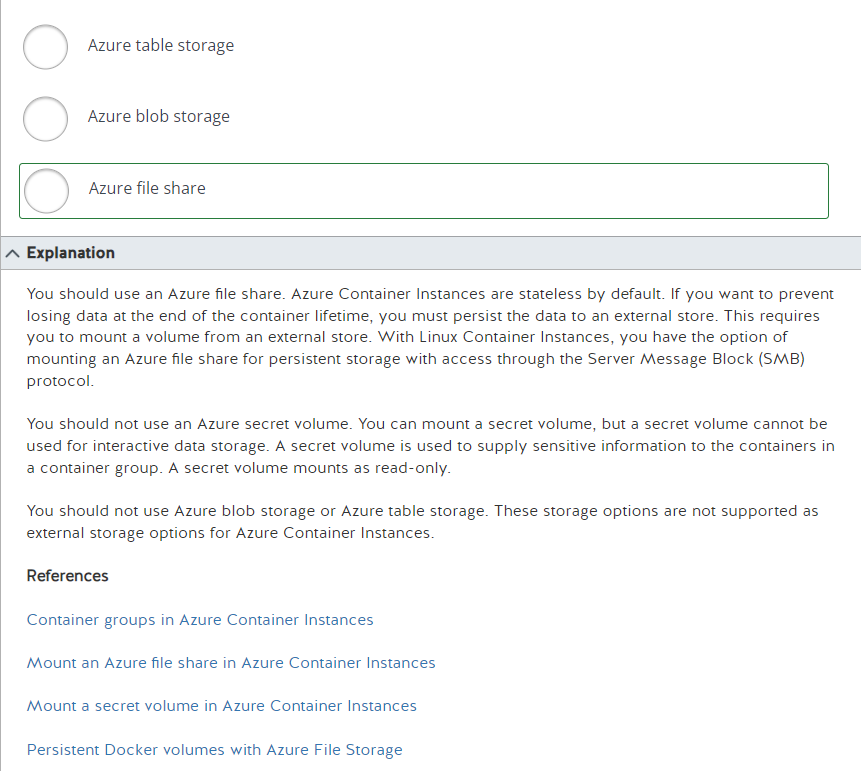 Azure table storage
Azure blob storage
Azure file share
Explanation
You should use an Azure file share. Azure Container Instances are stateless by default. If you want to prevent
losing data at the end of the container lifetime, you must persist the data to an external store. This requires
you to mount a volume from an external store. With Linux Container Instances, you have the option of
mounting an Azure file share for persistent storage with access through the Server Message Block (SMB)
protocol.
You should not use an Azure secret volume. You can mount a secret volume, but a secret volume cannot be
used for interactive data storage. A secret volume is used to supply sensitive information to the containers in
a container group. A secret volume mounts as read-only.
You should not use Azure blob storage or Azure table storage. These storage options are not supported as
external storage options for Azure Container Instances.
References
Container groups in Azure Container Instances
Mount an Azure file share in Azure Container Instances
Mount a secret volume in Azure Container Instances
Persistent Docker volumes with Azure File Storage